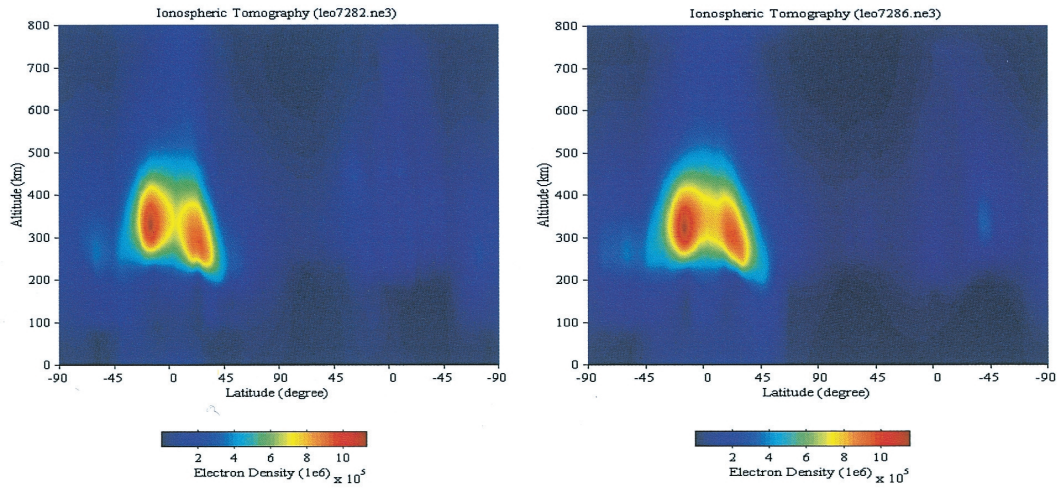 Ionospheric Tomography (leo7282.ne3)
800
700
600
500
400
300
200
100
0
Altitude (km)
-90 -45 0 45 90 45 0 -45 -90
Latitude (degree)
2 4 6 8 10
Electron Density (1e6) x 10^5
Ionospheric Tomography (leo7286.ne3)
800
700
600
500
400
300
200
100
0
Altitude (km)
-90 -45 0 45 90 45 0 -45 -90
Latitude (degree)
2 4 6 8 10
Electron Density (1e6) x 10^5